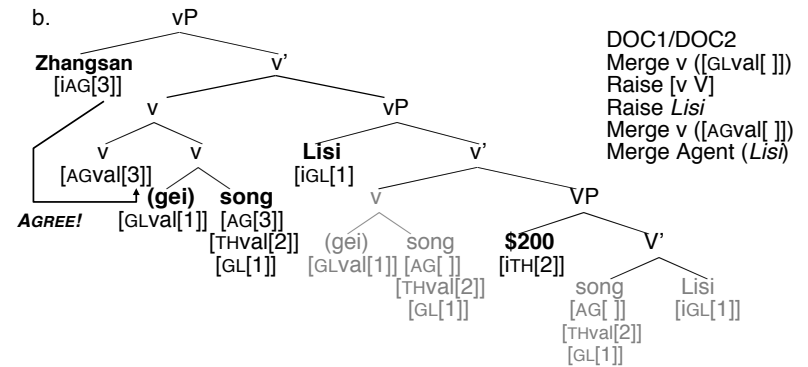 b.
vP
DOC1/DOC2
Merge v ([GLval[ ]])
Raise [v V]
Raise Lisi
Merge v ([AGval[ ]])
Merge Agent (Lisi)
Zhangsan
[iAG[3]]
v'
v
vP
v
v
Lisi
v'
[AGval[3]]
[iGL[1]
(gei)
song
v
VP
AGREE!
[GLval[1]]
[AG[3]]
[THval[2]]
[GL[1]]
(gei)
song
$200
V'
[GLval[1]]
[AG[ ]]
[iTH[2]]
[THval[2]]
[GL[1]]
song
Lisi
[AG[ ]]
[iGL[1]]
[THval[2]]
[GL[1]]